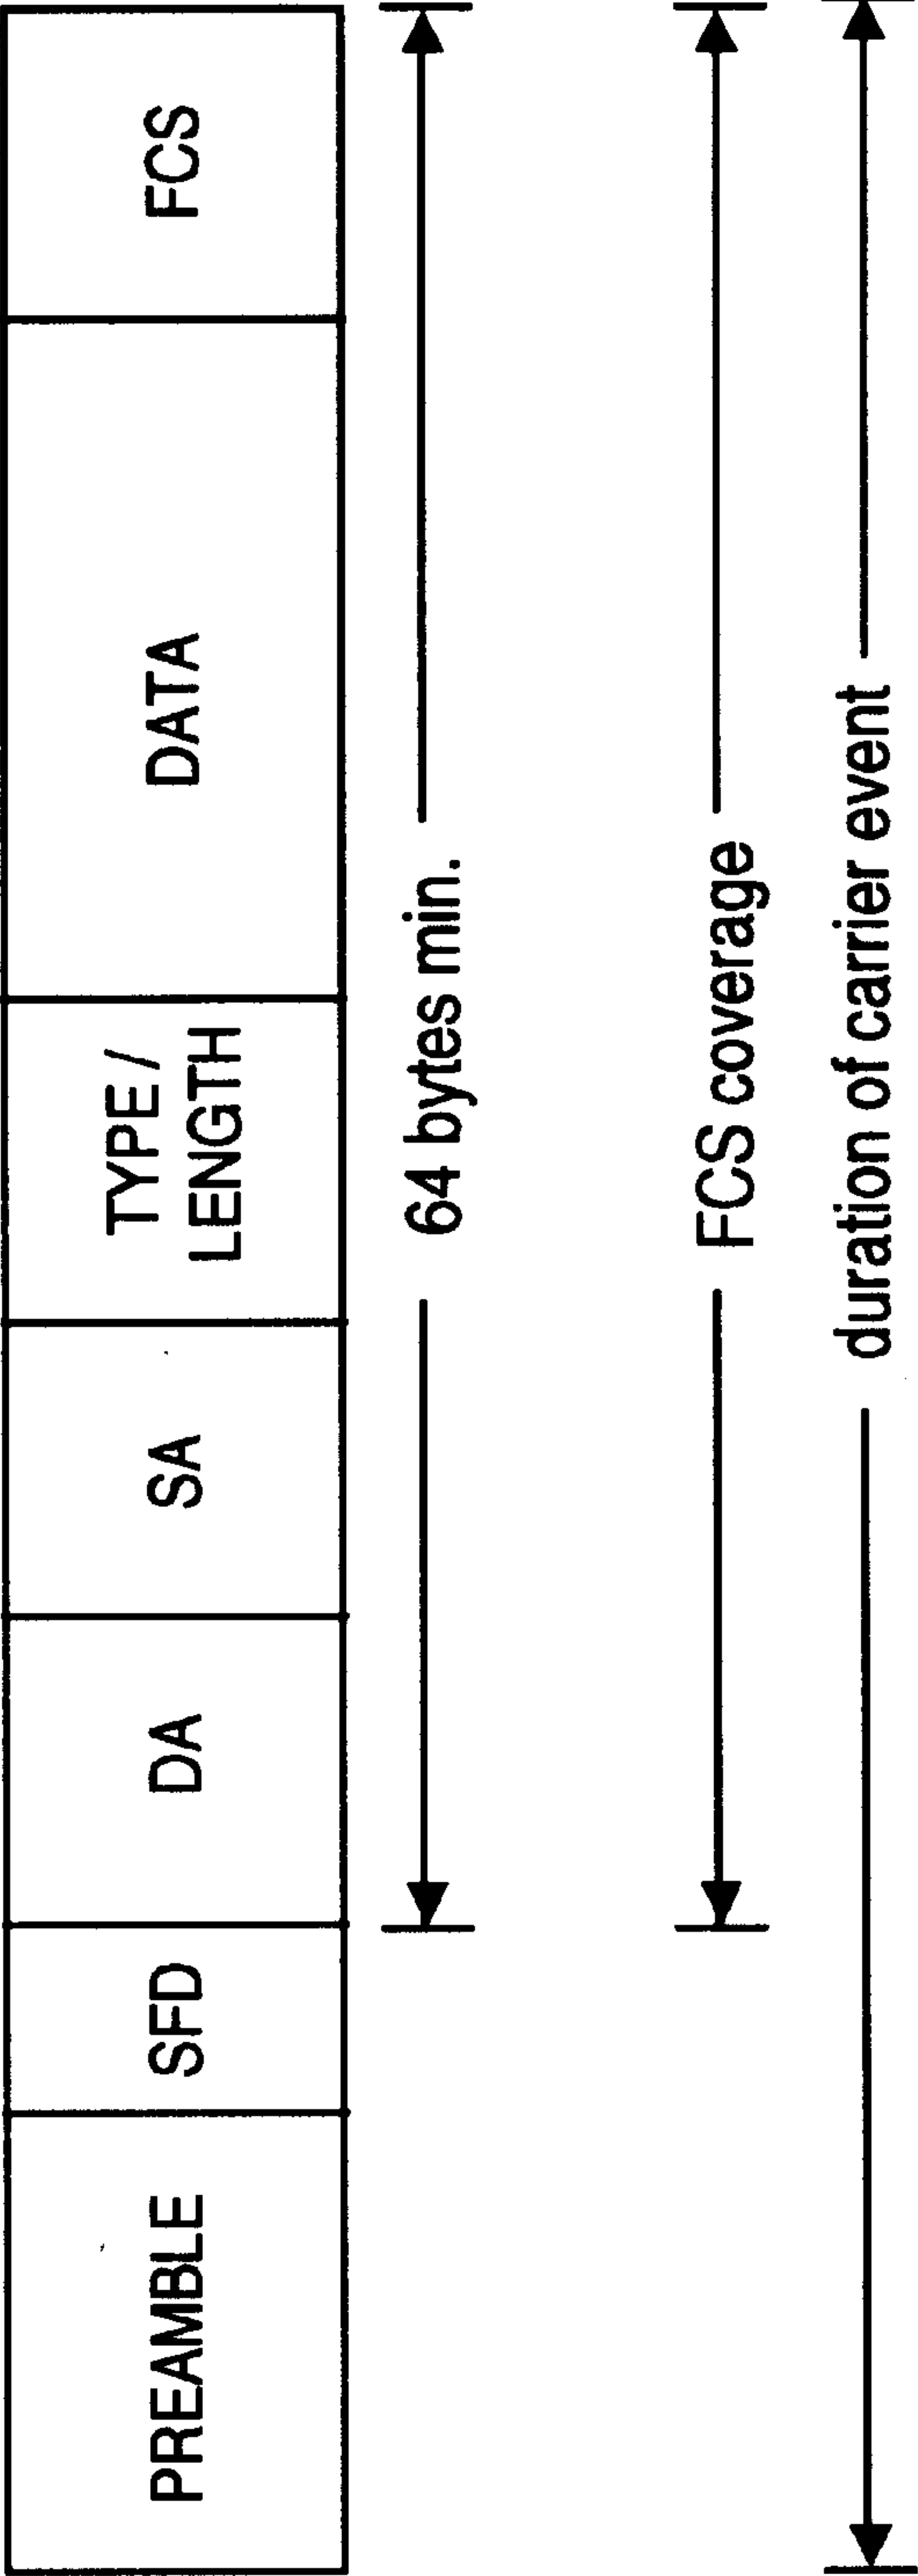 PREAMBLE
SFD
DA
SA
TYPE /
LENGTH
DATA
FCS
64 bytes min.
FCS coverage
duration of carrier event